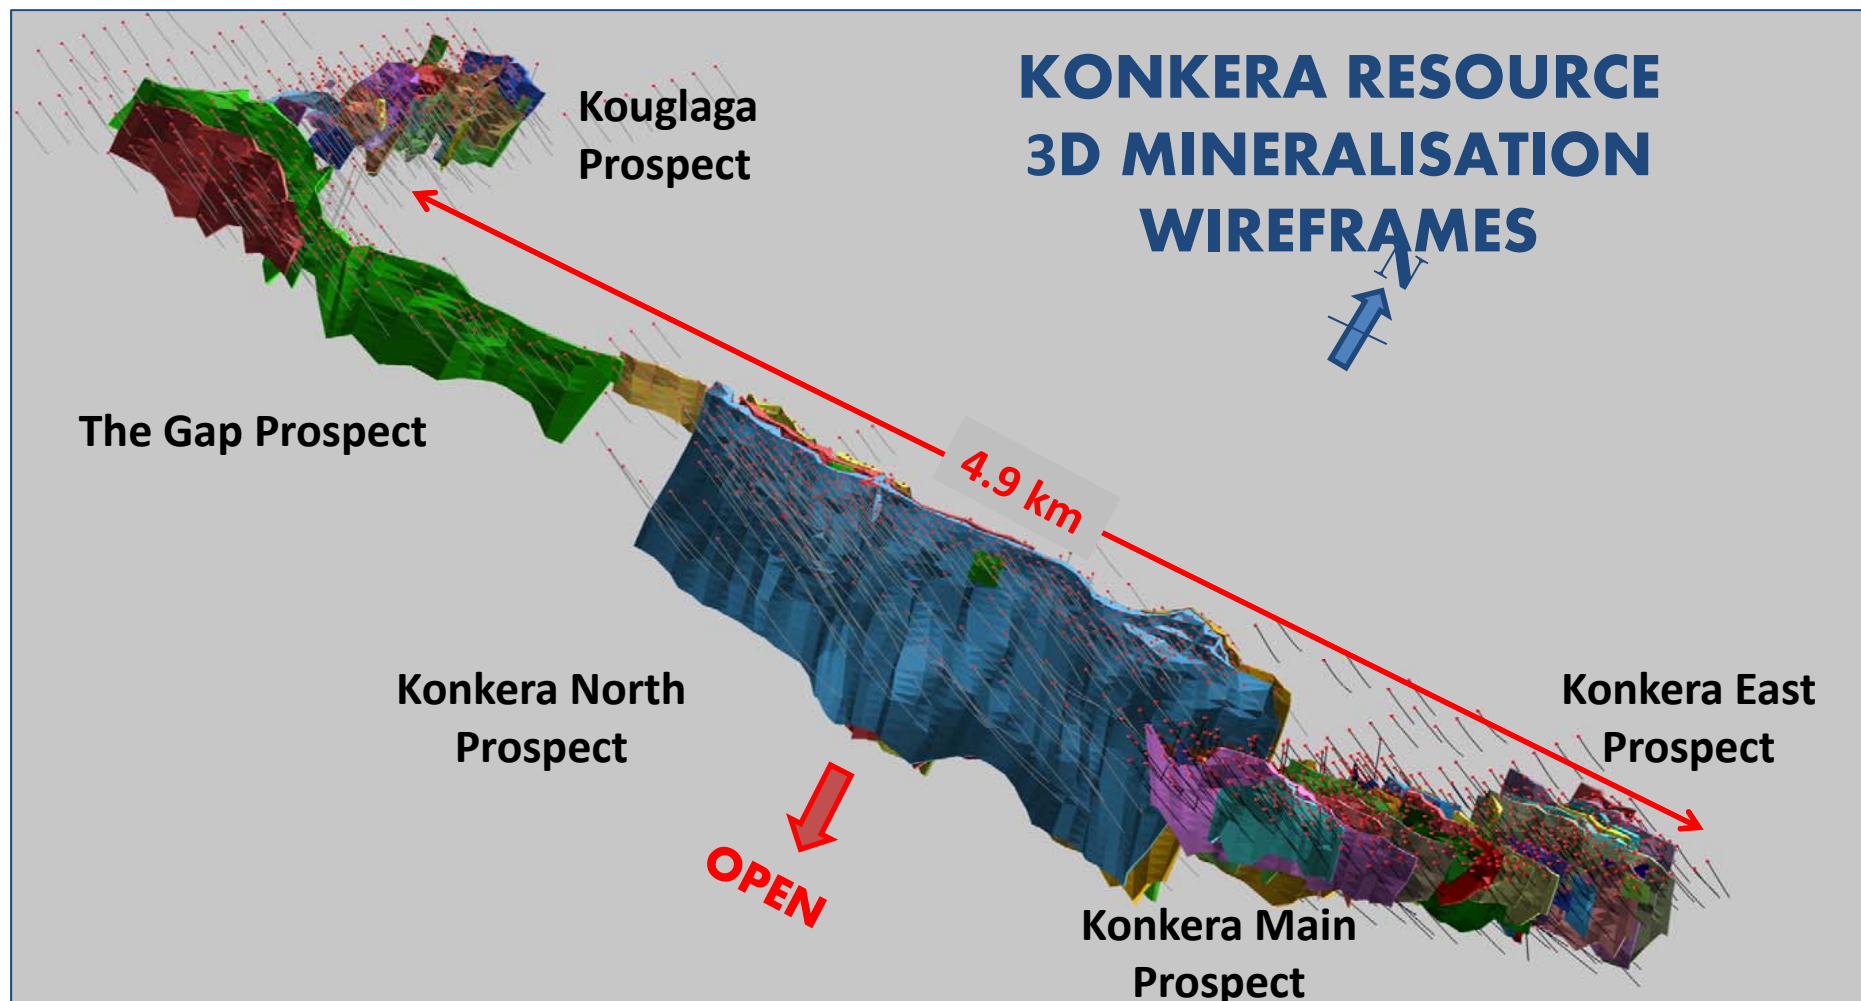 KONKERA RESOURCE
3D MINERALISATION
WIREFRAMES
N
Kouglaga
Prospect
The Gap Prospect
4.9 km
Konkera North
Prospect
Konkera East
Prospect
OPEN
Konkera Main
Prospect